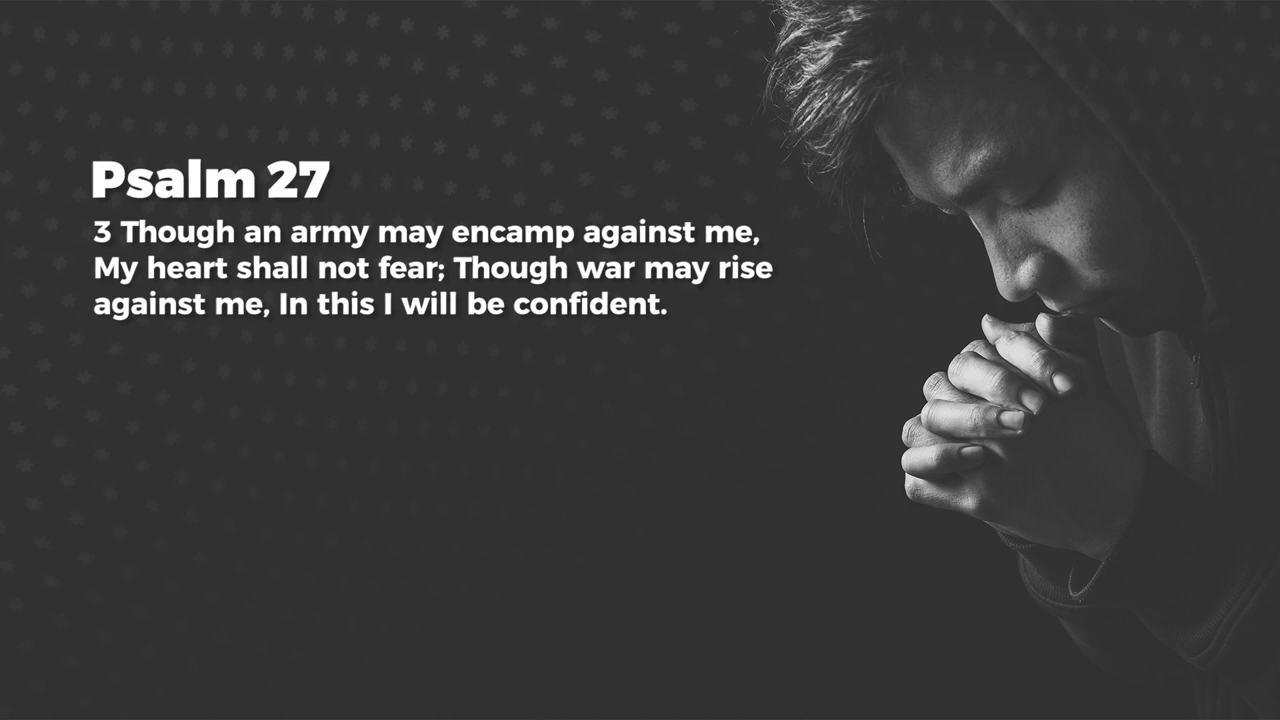 Psalm 27
3 Though an army may encamp against me,
My heart shall not fear; Though war may rise
against me, In this I will be confident.